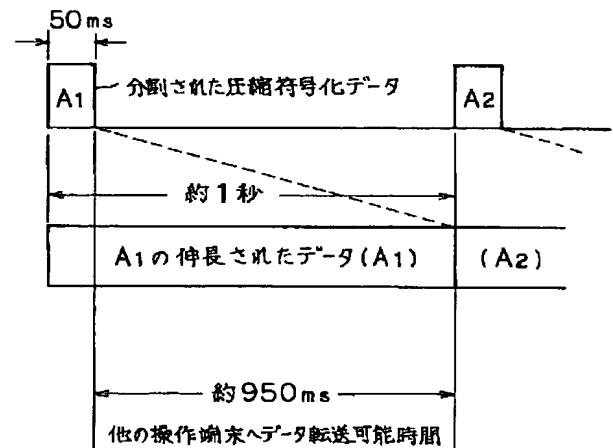 50ms
A1
分割された圧縮符号化データ
A2
約1秒
A1の伸長されたデータ(A1)
(A2)
約950ms
他の操作端末へデータ転送可能時間